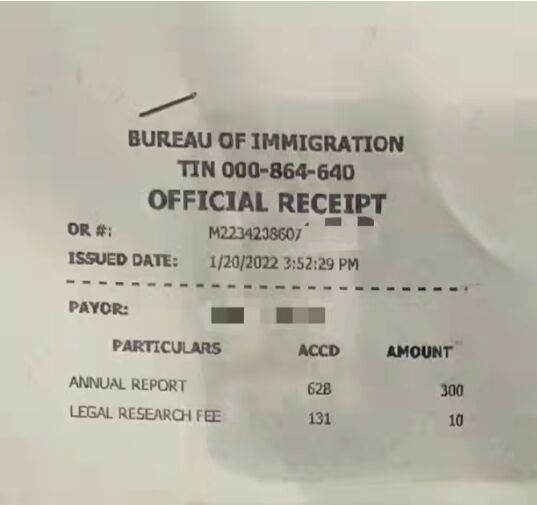 BUREAU OF IMMIGRATION
TIN 000-864-640
OFFICIAL RECEIPT
OR #: M2234208607
ISSUED DATE: 1/20/2022 3:52:29 PM
PAYOR:
PARTICULARS ACCD AMOUNT
ANNUAL REPORT 628 300
LEGAL RESEARCH FEE 131 10